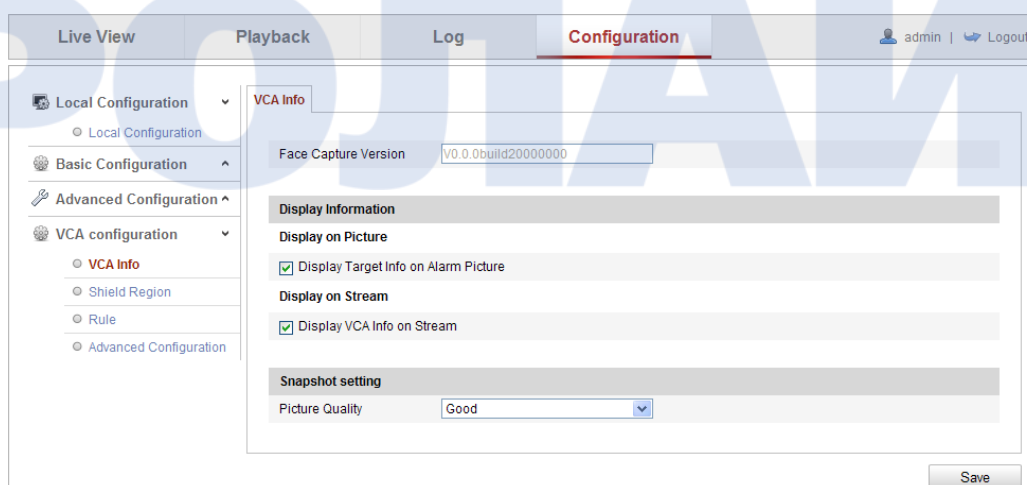 Live View Playback Log Configuration admin | Logout
Local Configuration
Local Configuration
Basic Configuration
Advanced Configuration
VCA configuration
VCA Info
Shield Region
Rule
Advanced Configuration
VCA Info
Face Capture Version V0.0.0build20000000
Display Information
Display on Picture
Display Target Info on Alarm Picture
Display on Stream
Display VCA Info on Stream
Snapshot setting
Picture Quality Good
Save